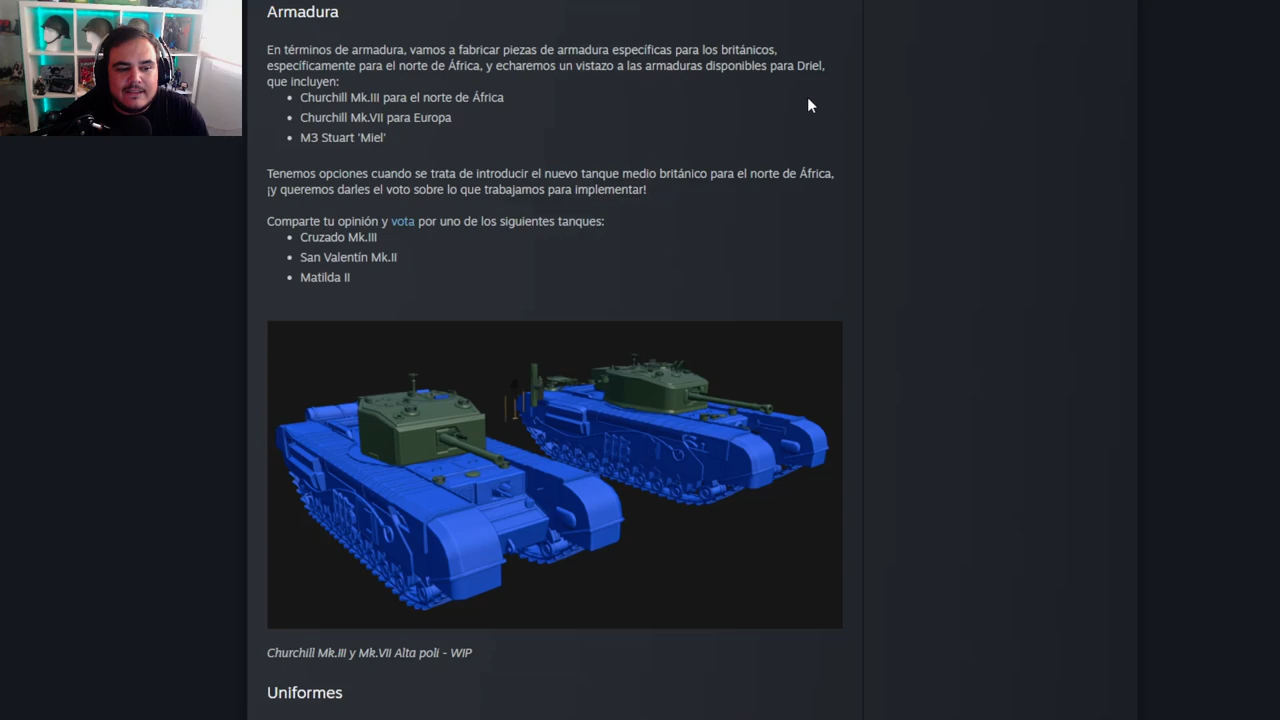 Armadura
En términos de armadura, vamos a fabricar piezas de armadura específicas para los británicos,
específicamente para el norte de África, y echaremos un vistazo a las armaduras disponibles para Driel,
que incluyen:
Churchill Mk.III para el norte de África
Churchill Mk.VII para Europa
M3 Stuart 'Miel'
Tenemos opciones cuando se trata de introducir el nuevo tanque medio británico para el norte de África,
¡y queremos darles el voto sobre lo que trabajamos para implementar!
Comparte tu opinión y vota por uno de los siguientes tanques:
Cruzado Mk.III
San Valentín Mk.II
Matilda II
Churchill Mk.III y Mk.VII Alta poli - WIP
Uniformes